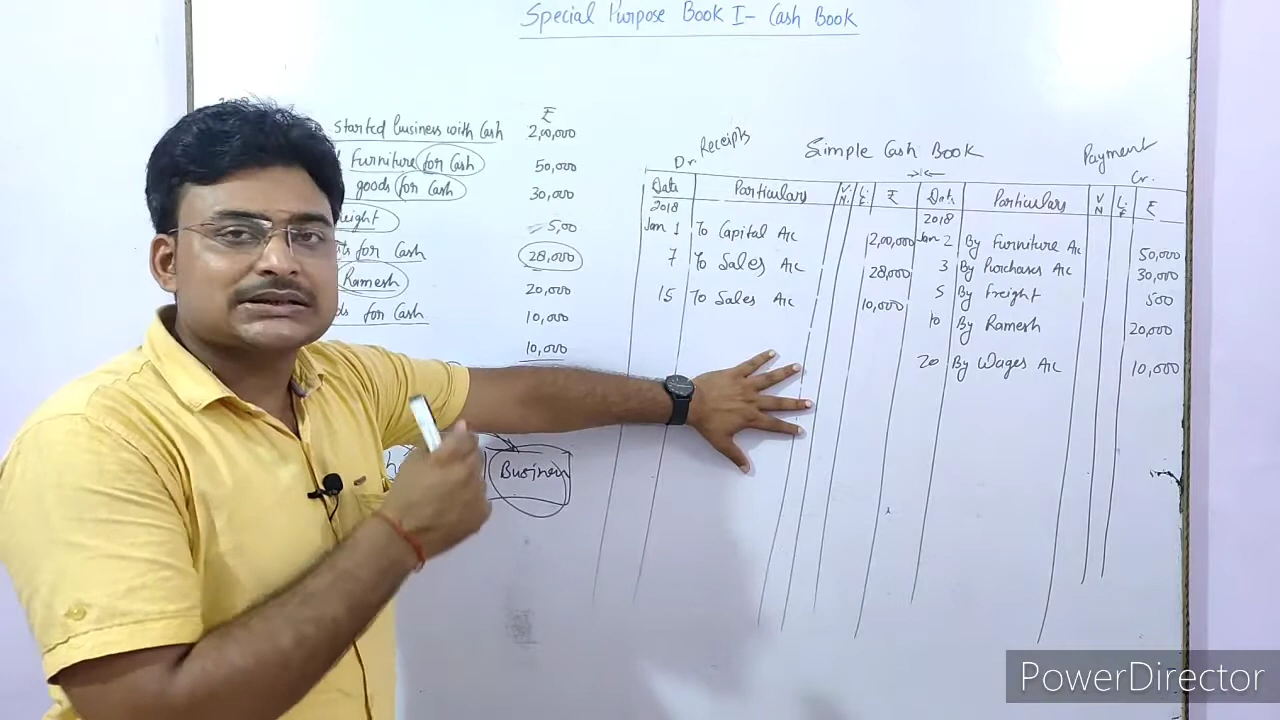 Special Purpose Book I - Cash Book
₹
started business with Cash 2,00,000
Furniture for Cash 50,000
goods for Cash 30,000
500
for Cash 28,000
Ramesh 20,000
for Cash 10,000
10,000
Business
Simple Cash Book
Dr. Receipts
Payment Cr.
Date Particulars V.N. L.F. ₹ Date Particulars V.N L.F ₹
2018 2018
Jan 1 To Capital A/c 2,00,000 Jan 2 By Furniture A/c 50,000
7 To Sales A/c 28,000 3 By Purchases A/c 30,000
15 To Sales A/c 10,000 5 By freight 500
10 By Ramesh 20,000
20 By Wages A/c 10,000
PowerDirector